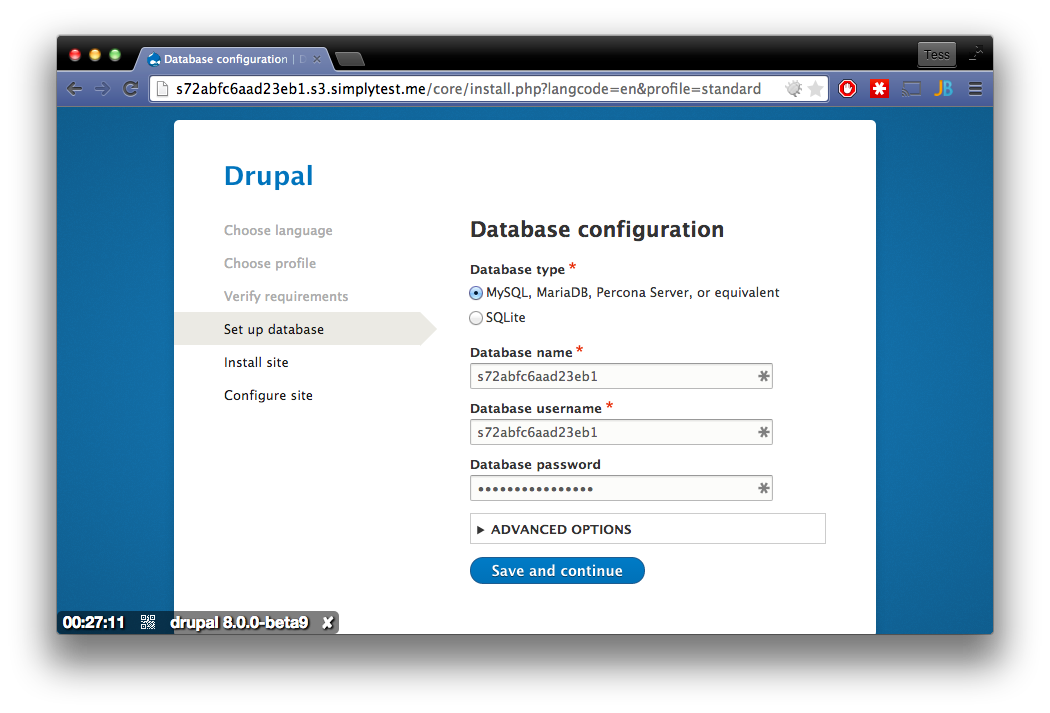 Database configuration | D
Tess
s72abfc6aad23eb1.s3.simplytest.me/core/install.php?langcode=en&profile=standard
JB
Drupal
Choose language
Choose profile
Verify requirements
Set up database
Install site
Configure site
Database configuration
Database type *
MySQL, MariaDB, Percona Server, or equivalent
SQLite
Database name *
s72abfc6aad23eb1
Database username *
s72abfc6aad23eb1
Database password
••••••••••••••••
ADVANCED OPTIONS
Save and continue
00:27:11 drupal 8.0.0-beta9 ✘